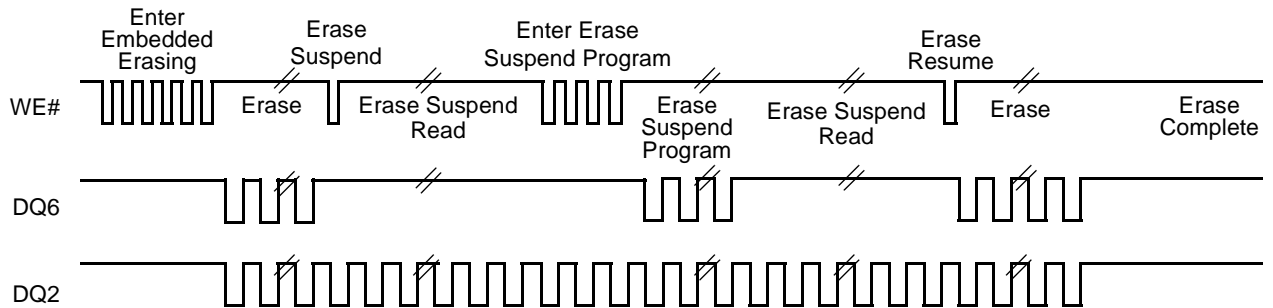 Enter
Embedded
Erasing
Erase
Suspend
Enter Erase
Suspend Program
Erase
Resume
WE#
Erase
Erase Suspend
Read
Erase
Suspend
Program
Erase Suspend
Read
Erase
Erase
Complete
DQ6
DQ2